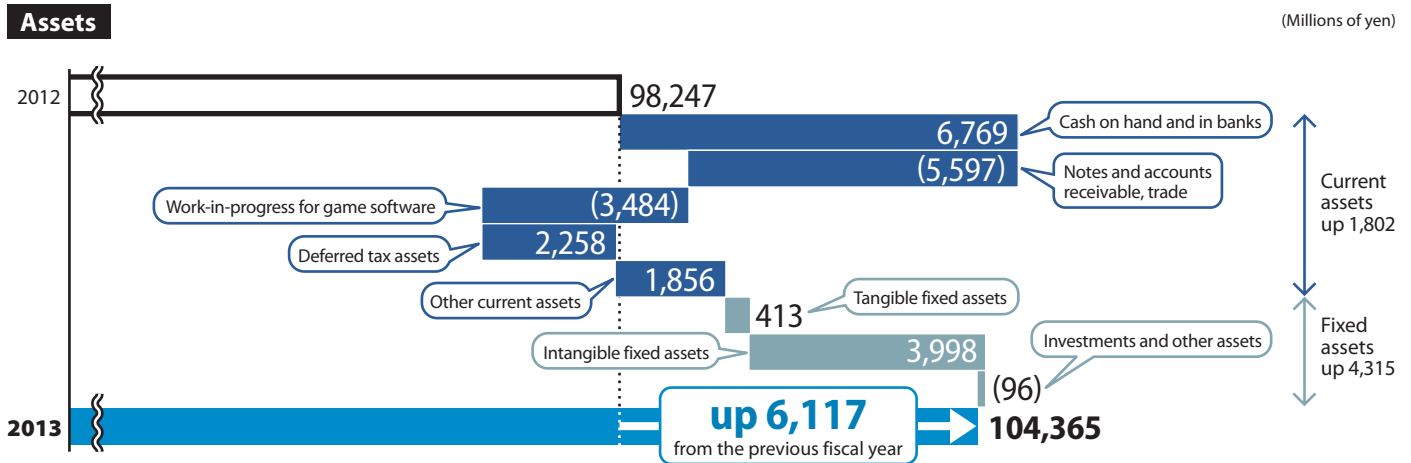 Assets
(Millions of yen)
2012
98,247
6,769
Cash on hand and in banks
(5,597)
Notes and accounts
receivable, trade
Work-in-progress for game software
(3,484)
Deferred tax assets
2,258
Other current assets
1,856
Current
assets
up 1,802
413
Tangible fixed assets
Intangible fixed assets
3,998
Investments and other assets
(96)
Fixed
assets
up 4,315
2013
up 6,117
from the previous fiscal year
104,365